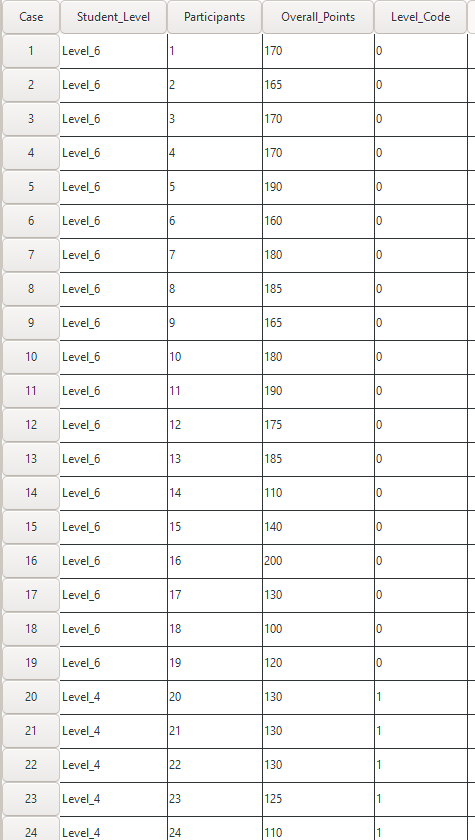 Case Student_Level Participants Overall_Points Level_Code
1 Level_6 1 170 0
2 Level_6 2 165 0
3 Level_6 3 170 0
4 Level_6 4 170 0
5 Level_6 5 190 0
6 Level_6 6 160 0
7 Level_6 7 180 0
8 Level_6 8 185 0
9 Level_6 9 165 0
10 Level_6 10 180 0
11 Level_6 11 190 0
12 Level_6 12 175 0
13 Level_6 13 185 0
14 Level_6 14 110 0
15 Level_6 15 140 0
16 Level_6 16 200 0
17 Level_6 17 130 0
18 Level_6 18 100 0
19 Level_6 19 120 0
20 Level_4 20 130 1
21 Level_4 21 130 1
22 Level_4 22 130 1
23 Level_4 23 125 1
24 Level_4 24 110 1